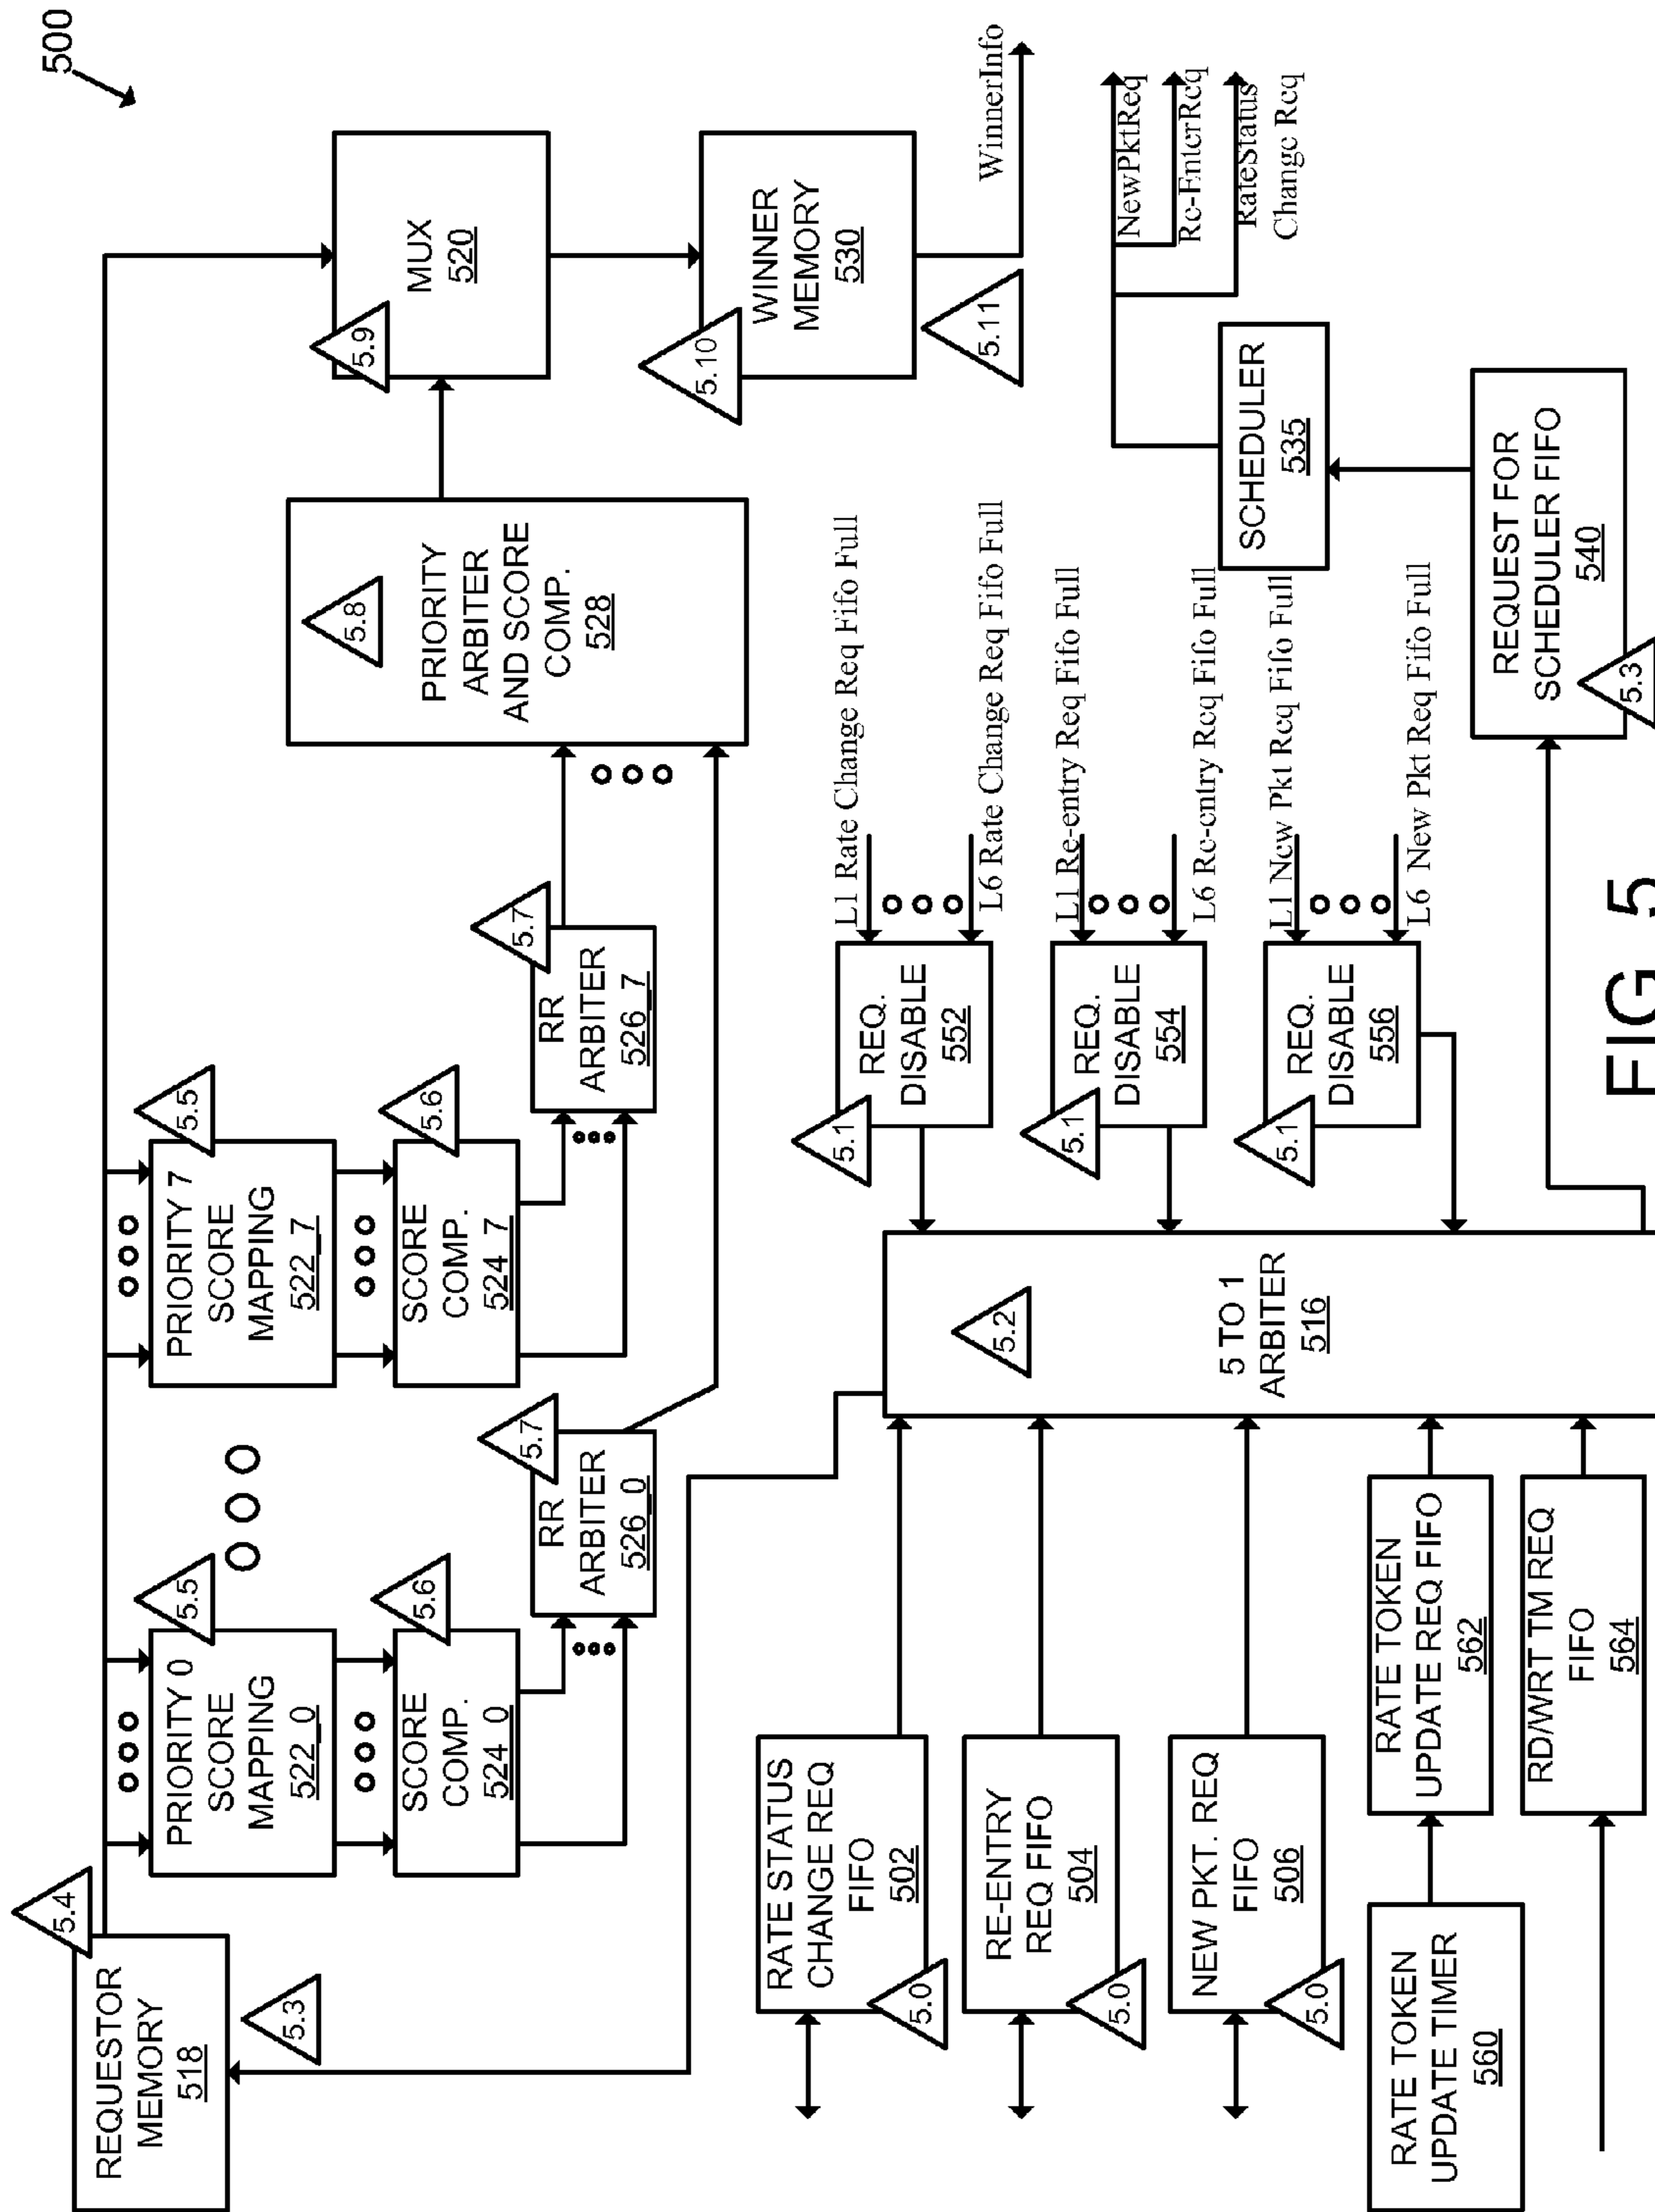 500
REQUESTOR
MEMORY
518
5.4
5.3
PRIORITY 0
SCORE
MAPPING
522_0
5.5
SCORE
COMP.
524_0
5.6
RR
ARBITER
526_0
5.7
PRIORITY 7
SCORE
MAPPING
522_7
5.5
SCORE
COMP.
524_7
5.6
RR
ARBITER
526_7
5.7
PRIORITY
ARBITER
AND SCORE
COMP.
528
5.8
MUX
520
5.9
WINNER
MEMORY
530
5.10
5.11
WinnerInfo
RATE STATUS
CHANGE REQ
FIFO
502
5.0
RE-ENTRY
REQ FIFO
504
5.0
NEW PKT. REQ
FIFO
506
5.0
RATE TOKEN
UPDATE TIMER
560
RATE TOKEN
UPDATE REQ FIFO
562
RD/WRT TM REQ
FIFO
564
5 TO 1
ARBITER
516
5.2
REQ.
DISABLE
552
5.1
REQ.
DISABLE
554
5.1
REQ.
DISABLE
556
5.1
L1 Rate Change Req Fifo Full
L6 Rate Change Req Fifo Full
L1 Re-entry Req Fifo Full
L6 Re-entry Req Fifo Full
L1 New Pkt Req Fifo Full
L6 New Pkt Req Fifo Full
SCHEDULER
535
REQUEST FOR
SCHEDULER FIFO
540
5.3
NewPktReq
Re-EnterReq
RateStatus
Change Req
FIG 5